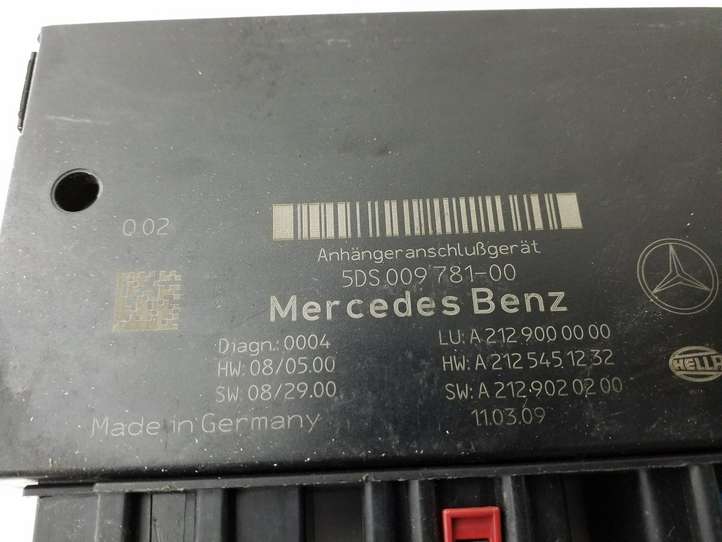 Q02
Anhängeranschlußgerät
5DS 009 781-00
Mercedes Benz
Diagn.: 0004
LU: A 212 900 00 00
HW: 08/05.00
HW: A 212 545 12 32
SW: 08/29.00
SW: A 212 902 02 00
Made in Germany
11.03.09
HELLA